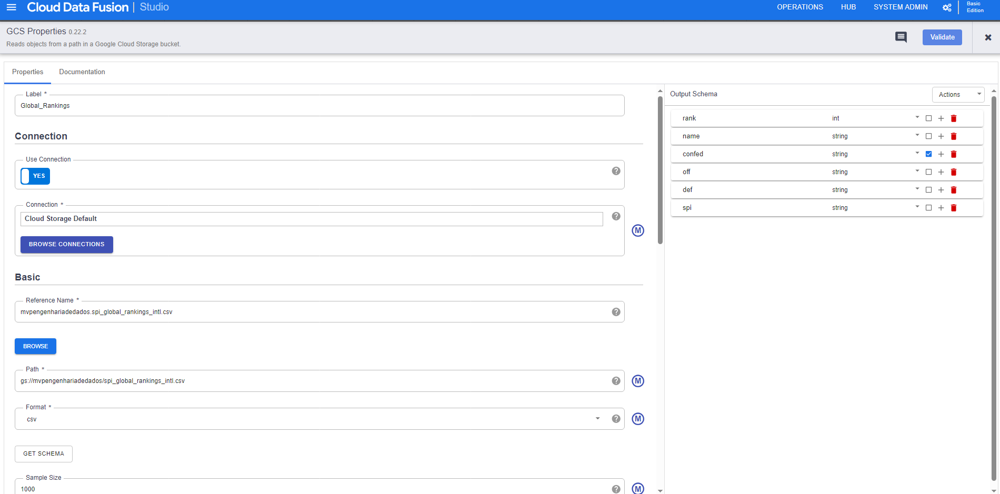 Cloud Data Fusion | Studio
OPERATIONS HUB SYSTEM ADMIN Basic Edition
GCS Properties 0.22.2
Reads objects from a path in a Google Cloud Storage bucket.
Validate
Properties Documentation
Label *
Global_Rankings
Connection
Use Connection
YES
Connection *
Cloud Storage Default
M
BROWSE CONNECTIONS
Basic
Reference Name *
mvpengenhariadedados.spi_global_rankings_intl.csv
BROWSE
Path *
gs://mvpengenhariadedados/spi_global_rankings_intl.csv
M
Format *
csv
M
GET SCHEMA
Sample Size
1000
M
Output Schema
Actions
rank int
name string
confed string
off string
def string
spi string